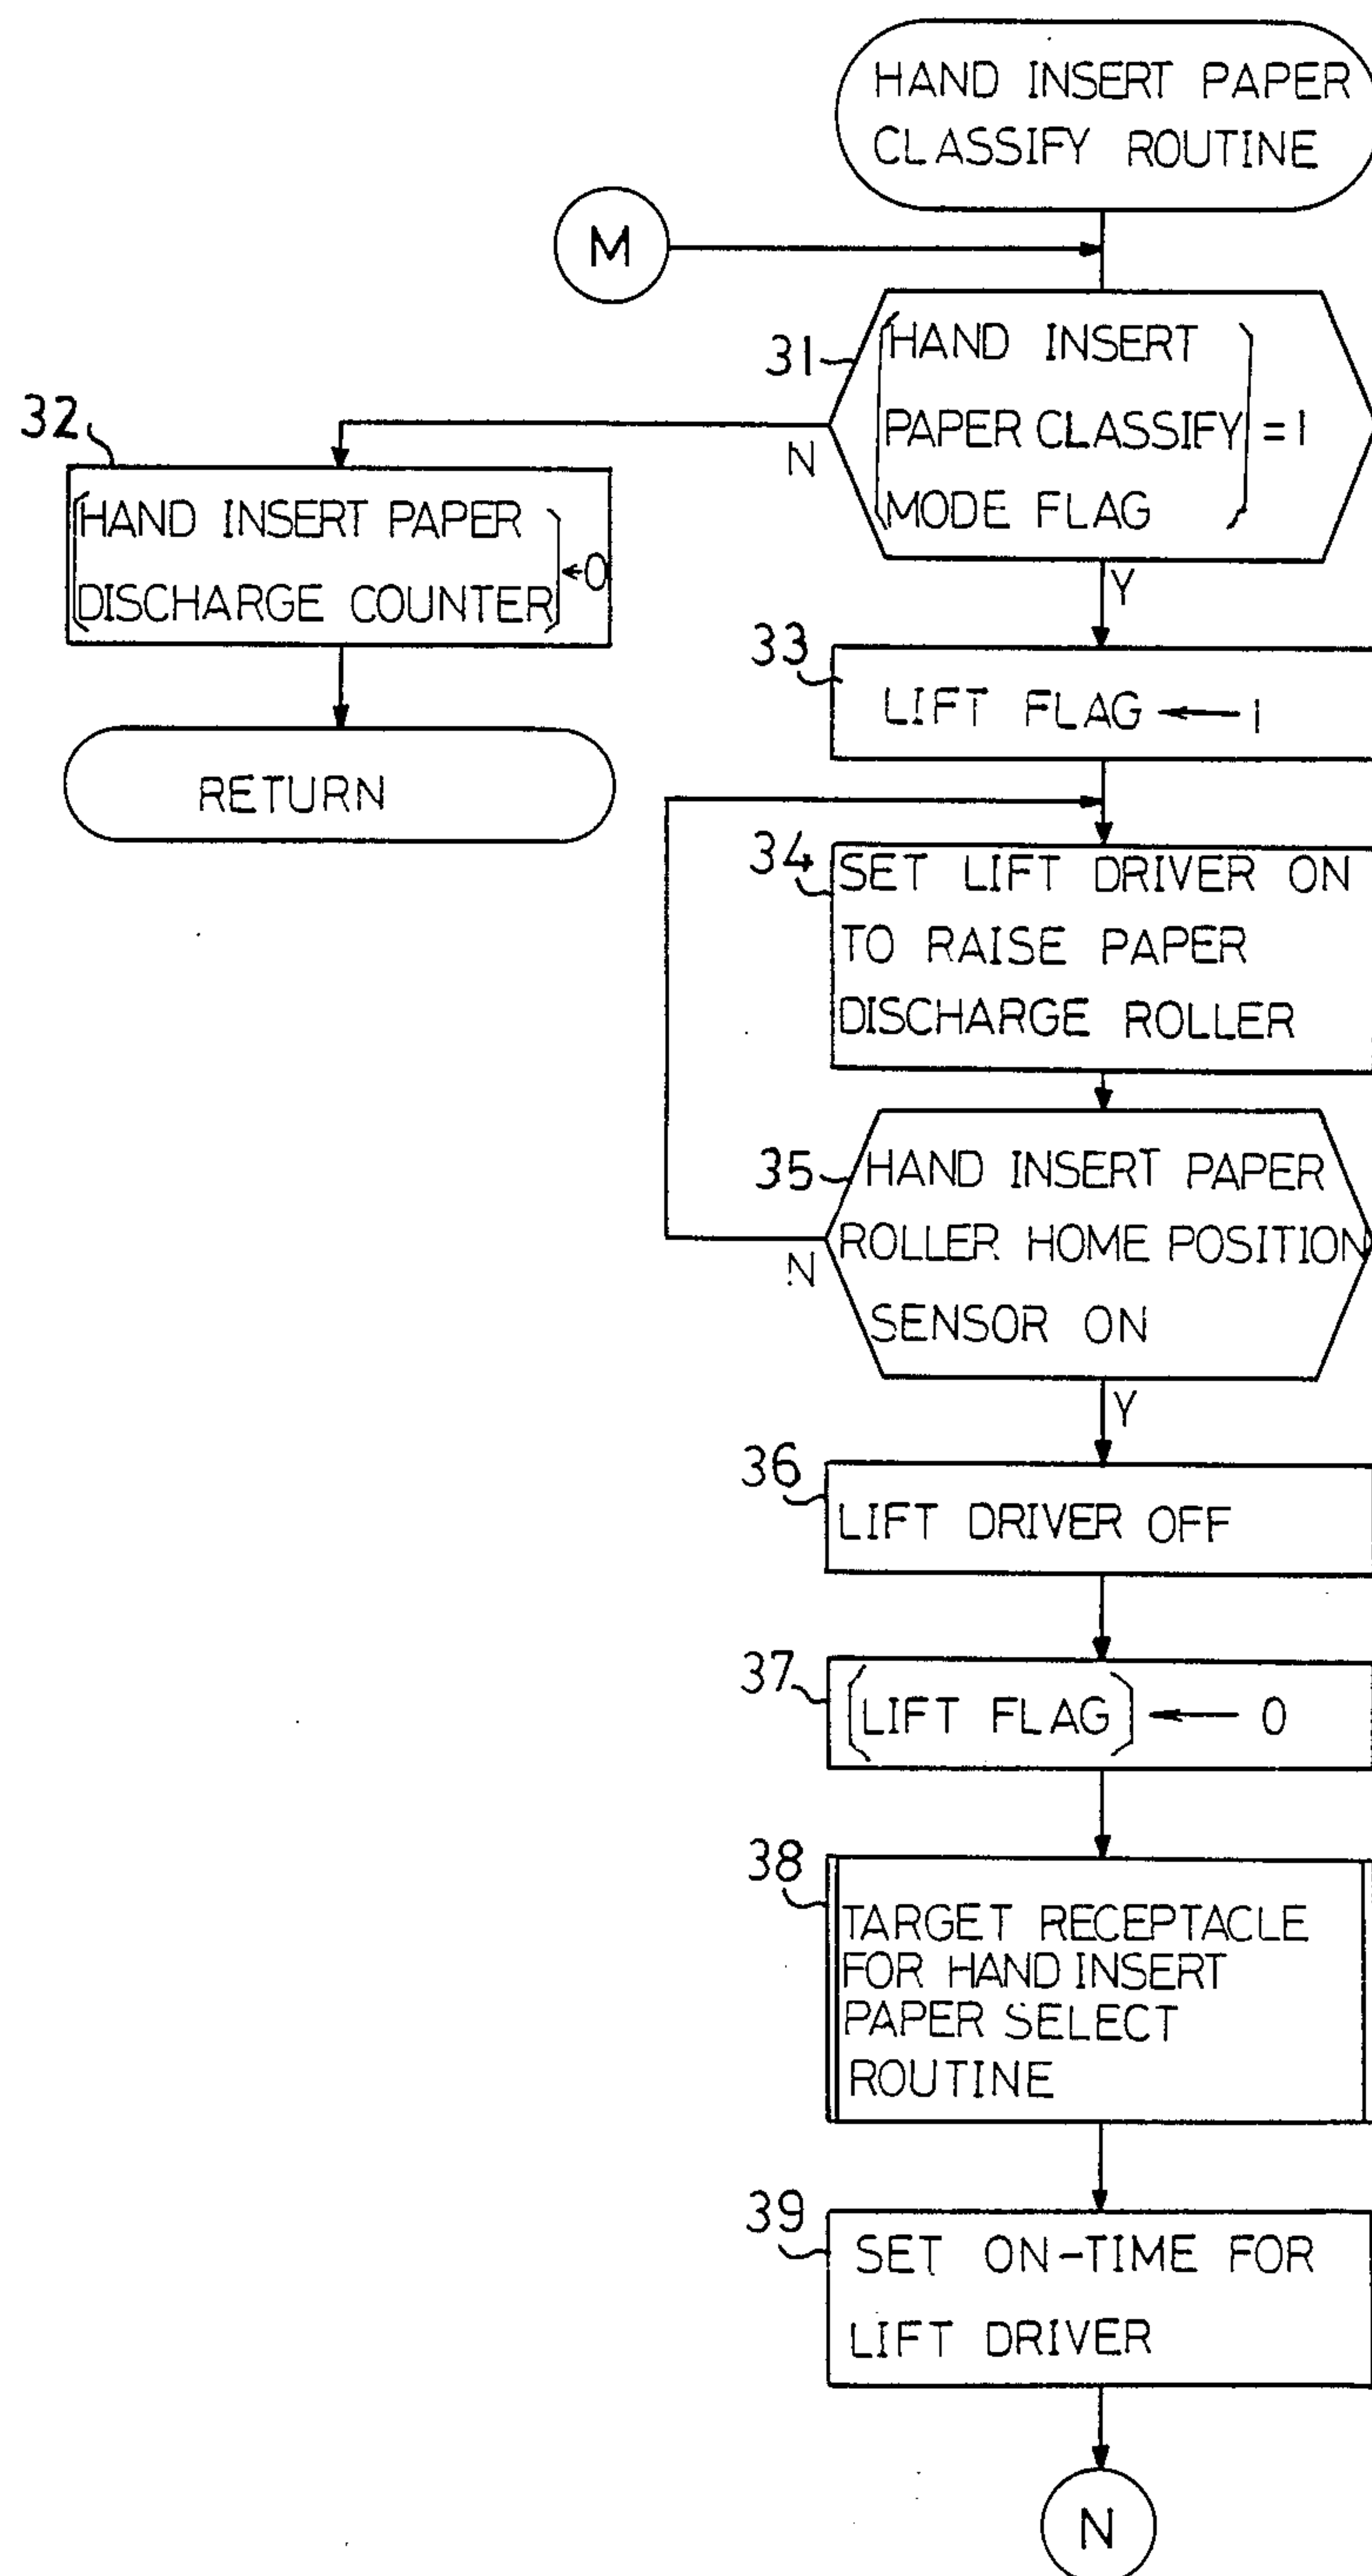 HAND INSERT PAPER
CLASSIFY ROUTINE
M
31
(HAND INSERT
PAPER CLASSIFY
MODE FLAG) = 1
N
Y
32
(HAND INSERT PAPER
DISCHARGE COUNTER) ← 0
RETURN
33
LIFT FLAG ← 1
34
SET LIFT DRIVER ON
TO RAISE PAPER
DISCHARGE ROLLER
35
HAND INSERT PAPER
ROLLER HOME POSITION
SENSOR ON
N
Y
36
LIFT DRIVER OFF
37
(LIFT FLAG) ← 0
38
TARGET RECEPTACLE
FOR HAND INSERT
PAPER SELECT
ROUTINE
39
SET ON-TIME FOR
LIFT DRIVER
N